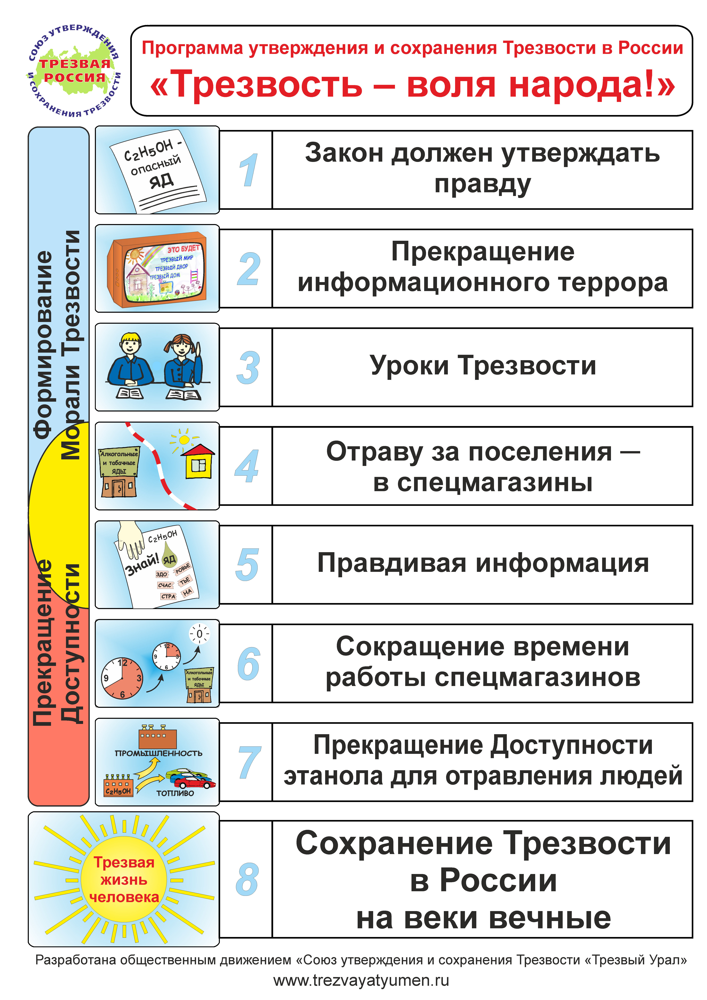 СОЮЗ УТВЕРЖДЕНИЯ
ТРЕЗВАЯ
РОССИЯ
И СОХРАНЕНИЯ ТРЕЗВОСТИ
Программа утверждения и сохранения Трезвости в России
«Трезвость – воля народа!»
Формирование
Морали Трезвости
Прекращение
Доступности
C2H5OH -
опасный
ЯД
1
Закон должен утверждать
правду
ЭТО БУДЕТ
ТРЕЗВЫЙ МИР
ТРЕЗВЫЙ ДВОР
ТРЕЗВЫЙ ДОМ
2
Прекращение
информационного террора
3
Уроки Трезвости
Алкогольные
и табачные
ЯДЫ
4
Отраву за поселения —
в спецмагазины
C2H5OH
Знай!
ЯД
ЗДО РОВЬЕ
СЧАС ТЬЕ
СТРА НА
5
Правдивая информация
0
12
9 3
6
12
9 3
6
Алкогольные
и табачные
ЯДЫ
6
Сокращение времени
работы спецмагазинов
ПРОМЫШЛЕННОСТЬ
C2H5OH
ТОПЛИВО
7
Прекращение Доступности
этанола для отравления людей
Трезвая
жизнь
человека
8
Сохранение Трезвости
в России
на веки вечные
Разработана общественным движением «Союз утверждения и сохранения Трезвости «Трезвый Урал»
www.trezvayatyumen.ru